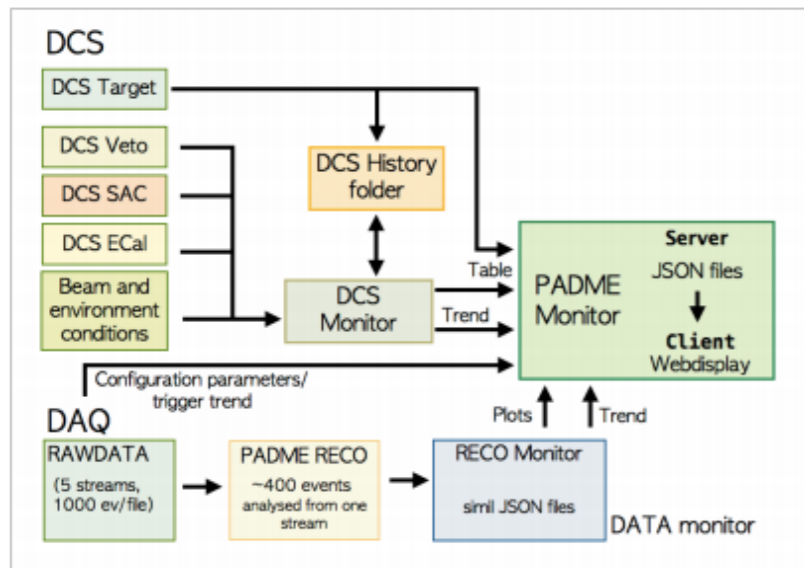 DCS
DCS Target
DCS Veto
DCS SAC
DCS ECal
Beam and
environment
conditions
DCS History
folder
DCS
Monitor
Table
Trend
PADME
Monitor
Server
JSON files
Client
Webdisplay
Configuration parameters/
trigger trend
Plots
Trend
DAQ
RAWDATA
(5 streams,
1000 ev/file)
PADME RECO
~400 events
analysed from one
stream
RECO Monitor
simil JSON files
DATA monitor